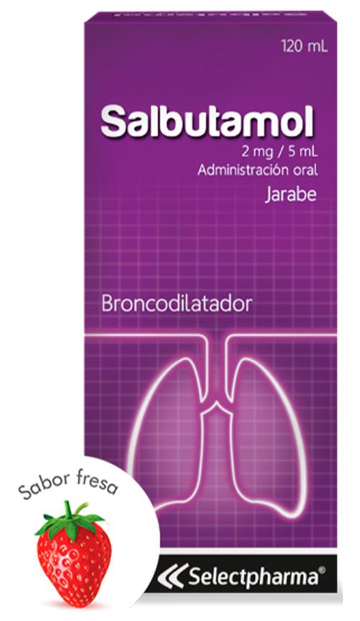 120 mL
Salbutamol
2 mg / 5 mL
Administración oral
Jarabe
Broncodilatador
Sabor fresa
Selectpharma®